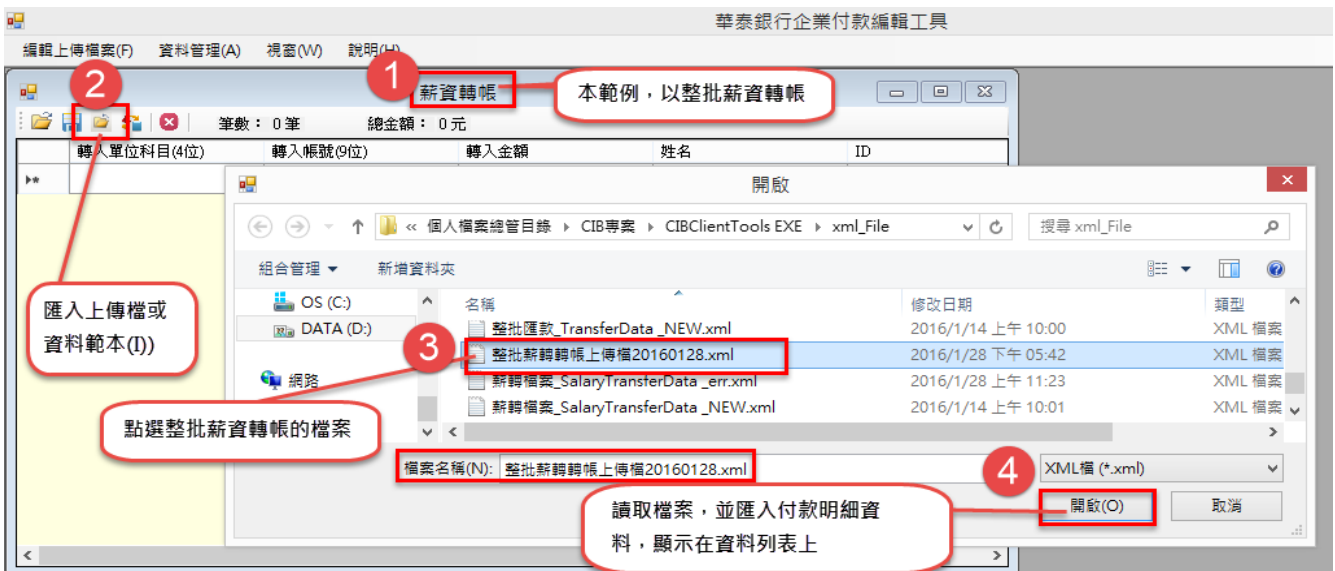 華泰銀行企業付款編輯工具
編輯上傳檔案(F) 資料管理(A) 視窗(W) 說明(H)
1
2
薪資轉帳
本範例，以整批薪資轉帳
筆數： 0 筆 總金額： 0 元
轉入單位科目(4位) 轉入帳號(9位) 轉入金額 姓名 ID
開啟
« 個人檔案總管目錄 ▸ CIB專案 ▸ CIBClientTools EXE ▸ xml_File
搜尋 xml_File
組合管理 新增資料夾
匯入上傳檔或
資料範本(I))
OS (C:)
DATA (D:)
網路
名稱 修改日期 類型
整批匯款_TransferData _NEW.xml 2016/1/14 上午 10:00 XML 檔案
3
整批薪轉轉帳上傳檔20160128.xml 2016/1/28 下午 05:42 XML 檔案
薪轉檔案_SalaryTransferData _err.xml 2016/1/28 上午 11:23 XML 檔案
薪轉檔案_SalaryTransferData _NEW.xml 2016/1/14 上午 10:01 XML 檔案
點選整批薪資轉帳的檔案
檔案名稱(N): 整批薪轉轉帳上傳檔20160128.xml
4
XML檔 (*.xml)
開啟(O) 取消
讀取檔案，並匯入付款明細資
料，顯示在資料列表上